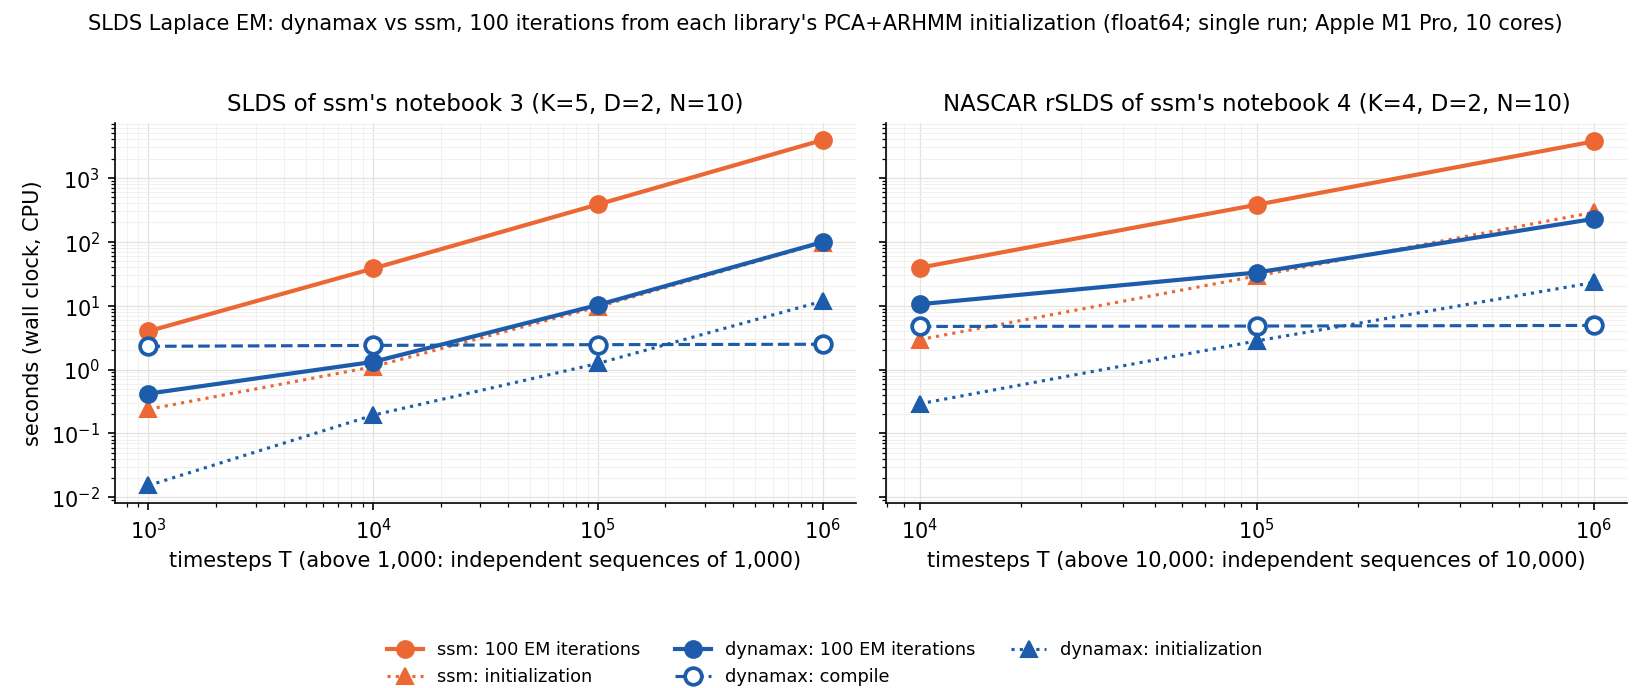 SLDS Laplace EM: dynamax vs ssm, 100 iterations from each library's PCA+ARHMM initialization (float64; single run; Apple M1 Pro, 10 cores)
SLDS of ssm's notebook 3 (K=5, D=2, N=10)
seconds (wall clock, CPU)
10³
10²
10¹
10⁰
10⁻¹
10⁻²
10³ 10⁴ 10⁵ 10⁶
timesteps T (above 1,000: independent sequences of 1,000)
NASCAR rSLDS of ssm's notebook 4 (K=4, D=2, N=10)
10⁴ 10⁵ 10⁶
timesteps T (above 10,000: independent sequences of 10,000)
ssm: 100 EM iterations
ssm: initialization
dynamax: 100 EM iterations
dynamax: compile
dynamax: initialization